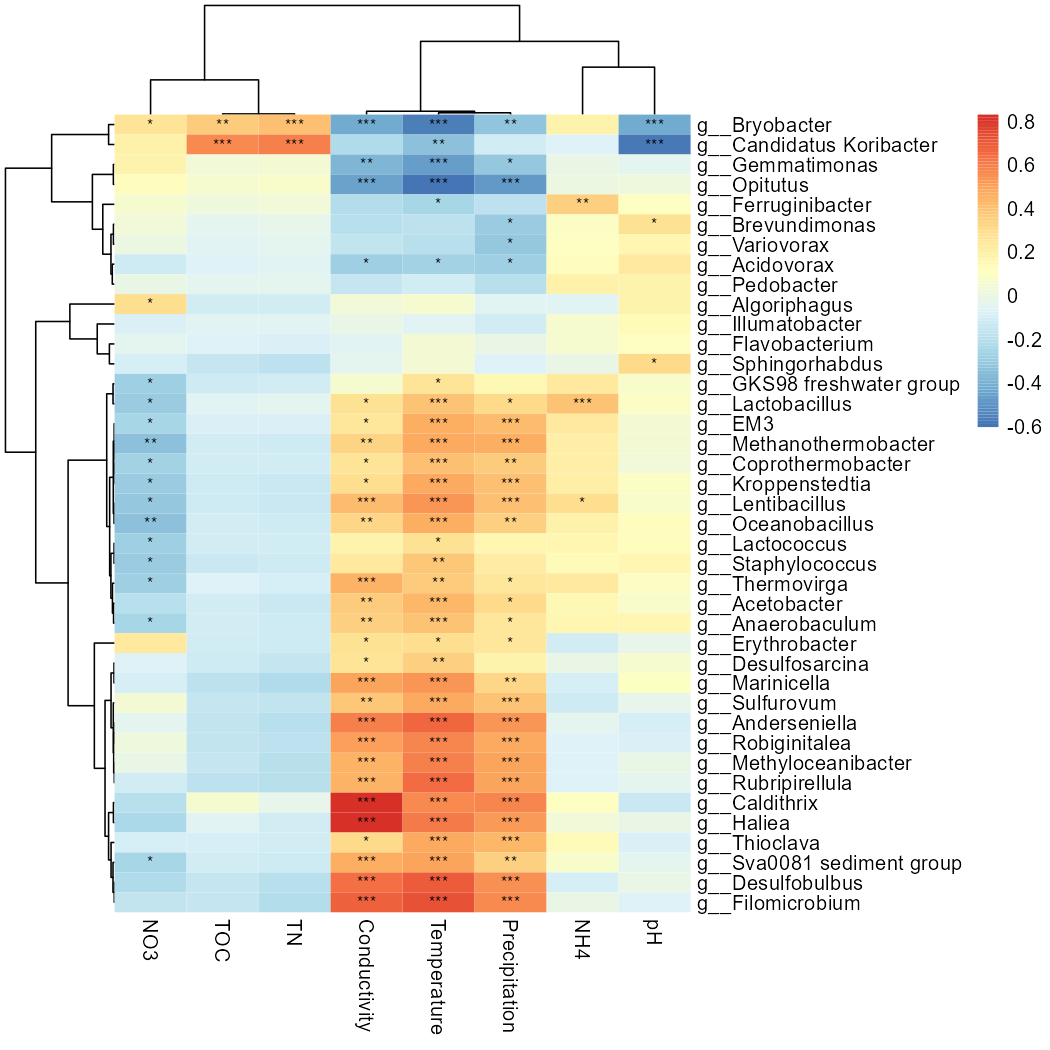 * ** *** *** *** ** *** g__Bryobacter
*** *** ** *** g__Candidatus Koribacter
** *** * g__Gemmatimonas
*** *** *** g__Opitutus
* ** g__Ferruginibacter
* * g__Brevundimonas
* g__Variovorax
* * * g__Acidovorax
g__Pedobacter
* g__Algoriphagus
g__Illumatobacter
g__Flavobacterium
* g__Sphingorhabdus
* * g__GKS98 freshwater group
* * *** * *** g__Lactobacillus
* * *** *** g__EM3
** ** *** *** g__Methanothermobacter
* * *** ** g__Coprothermobacter
* * *** *** g__Kroppenstedtia
* *** *** *** * g__Lentibacillus
** ** *** ** g__Oceanobacillus
* * g__Lactococcus
* ** g__Staphylococcus
* *** ** * g__Thermovirga
** *** * g__Acetobacter
* ** *** * g__Anaerobaculum
* * * g__Erythrobacter
* ** g__Desulfosarcina
*** *** ** g__Marinicella
** *** *** g__Sulfurovum
*** *** *** g__Anderseniella
*** *** *** g__Robiginitalea
*** *** *** g__Methyloceanibacter
*** *** *** g__Rubripirellula
*** *** *** g__Caldithrix
*** *** *** g__Haliea
* *** *** g__Thioclava
* *** *** ** g__Sva0081 sediment group
*** *** *** g__Desulfobulbus
*** *** *** g__Filomicrobium
NO3
TOC
TN
Conductivity
Temperature
Precipitation
NH4
pH
0.8
0.6
0.4
0.2
0
-0.2
-0.4
-0.6